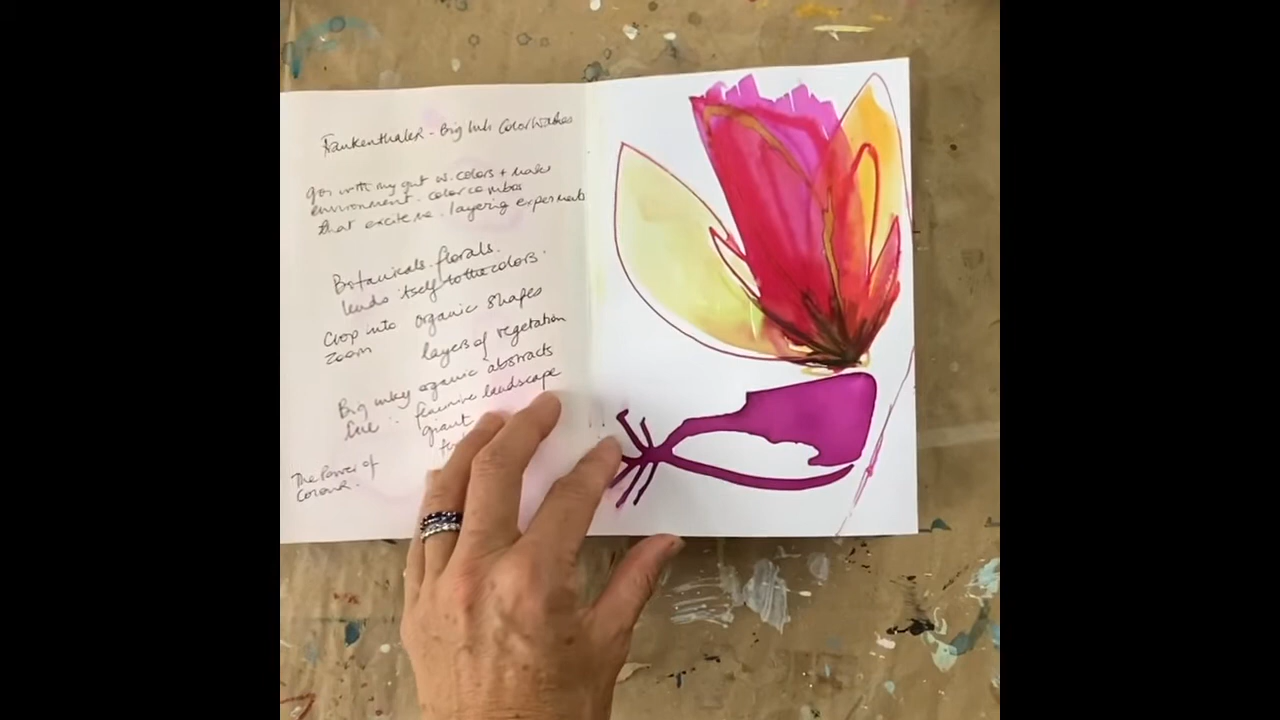 Frankenthaler - Big Ink Color Washes
go with my gut w. colors + make
environment. color combos
that excite me. layering experiments
Botanicals. florals.
lends itself to the colors.
Crop into organic shapes
Zoom layers of vegetation
Big inky organic abstracts
feminine landscape
giant
The Power of
Colour.